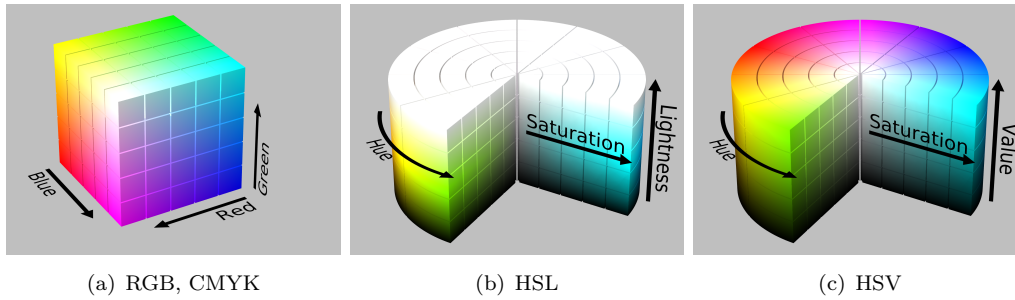 Blue
Red
Green
Hue
Saturation
Lightness
Hue
Saturation
Value
(a) RGB, CMYK
(b) HSL
(c) HSV